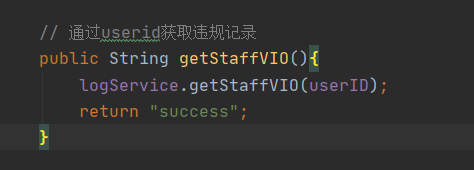 // 通过userid获取违规记录
public String getStaffVIO(){
logService.getStaffVIO(userID);
return "success";
}